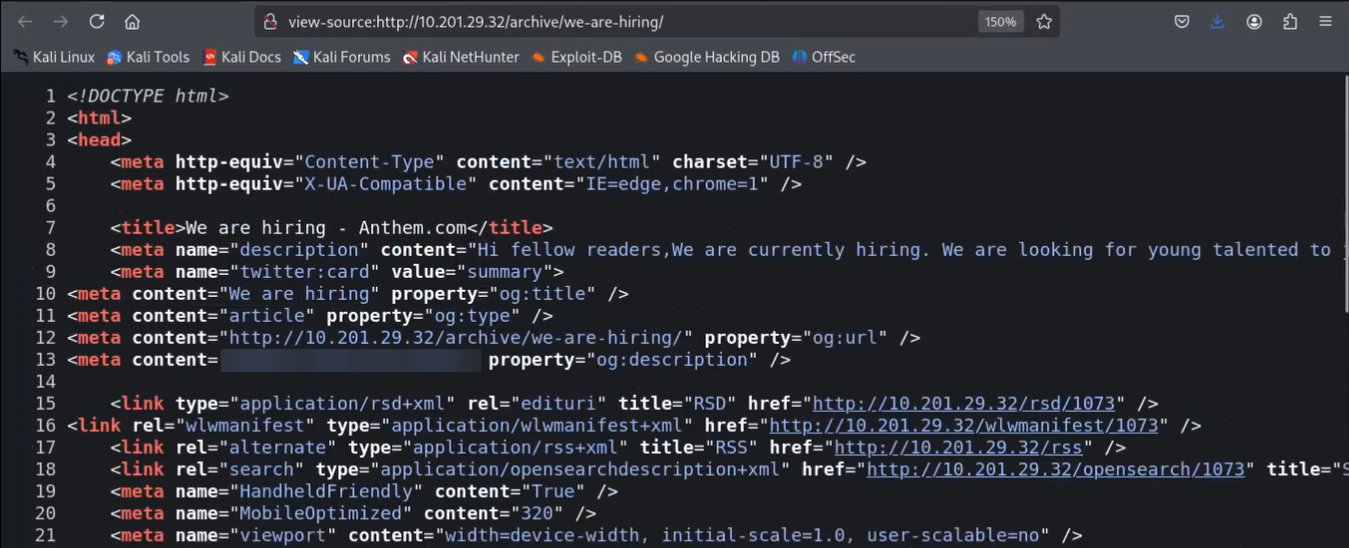 view-source:http://10.201.29.32/archive/we-are-hiring/ 150%
Kali Linux Kali Tools Kali Docs Kali Forums Kali NetHunter Exploit-DB Google Hacking DB OffSec
1 <!DOCTYPE html>
2 <html>
3 <head>
4 <meta http-equiv="Content-Type" content="text/html" charset="UTF-8" />
5 <meta http-equiv="X-UA-Compatible" content="IE=edge,chrome=1" />
6
7 <title>We are hiring - Anthem.com</title>
8 <meta name="description" content="Hi fellow readers,We are currently hiring. We are looking for young talented to
9 <meta name="twitter:card" value="summary">
10 <meta content="We are hiring" property="og:title" />
11 <meta content="article" property="og:type" />
12 <meta content="http://10.201.29.32/archive/we-are-hiring/" property="og:url" />
13 <meta content= property="og:description" />
14
15 <link type="application/rsd+xml" rel="edituri" title="RSD" href="http://10.201.29.32/rsd/1073" />
16 <link rel="wlwmanifest" type="application/wlwmanifest+xml" href="http://10.201.29.32/wlwmanifest/1073" />
17 <link rel="alternate" type="application/rss+xml" title="RSS" href="http://10.201.29.32/rss" />
18 <link rel="search" type="application/opensearchdescription+xml" href="http://10.201.29.32/opensearch/1073" title="S
19 <meta name="HandheldFriendly" content="True" />
20 <meta name="MobileOptimized" content="320" />
21 <meta name="viewport" content="width=device-width, initial-scale=1.0, user-scalable=no" />